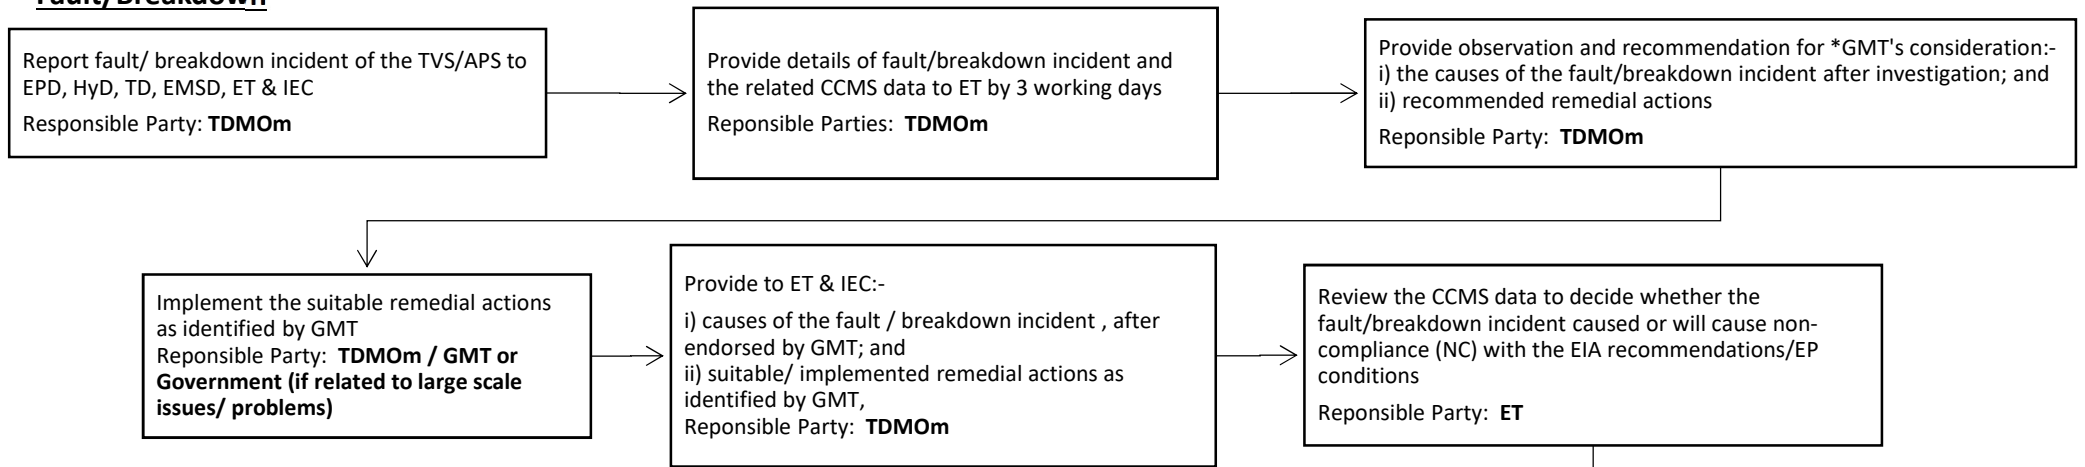 Fault/Breakdown
Report fault/ breakdown incident of the TVS/APS to
EPD, HyD, TD, EMSD, ET & IEC
Responsible Party: TDMOm
Provide details of fault/breakdown incident and
the related CCMS data to ET by 3 working days
Reponsible Parties:  TDMOm
Provide observation and recommendation for *GMT's consideration:-
i) the causes of the fault/breakdown incident after investigation; and
ii) recommended remedial actions
Reponsible Party:  TDMOm
Implement the suitable remedial actions
as identified by GMT
Reponsible Party:  TDMOm / GMT or
Government (if related to large scale
issues/ problems)
Provide to ET & IEC:-
i) causes of the fault / breakdown incident , after
endorsed by GMT; and
ii) suitable/ implemented remedial actions as
identified by GMT,
Reponsible Party:  TDMOm
Review the CCMS data to decide whether the
fault/breakdown incident caused or will cause non-
compliance (NC) with the EIA recommendations/EP
conditions
Reponsible Party:  ET